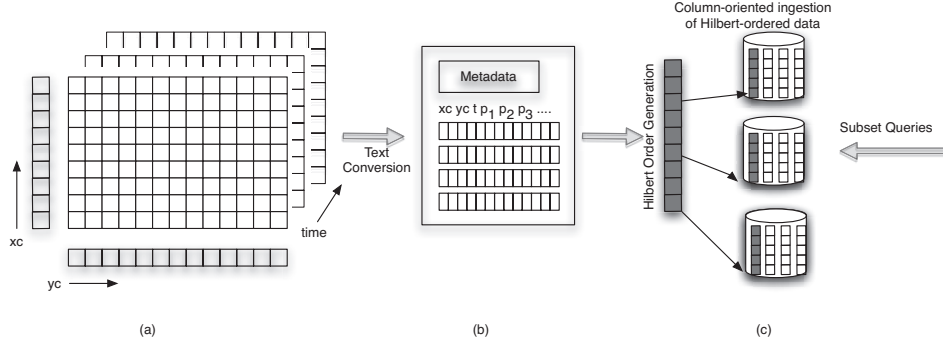 xc
yc
time
(a)
Text
Conversion
Metadata
xc yc t p1 p2 p3 ....
(b)
Hilbert Order Generation
Column-oriented ingestion
of Hilbert-ordered data
Subset Queries
(c)